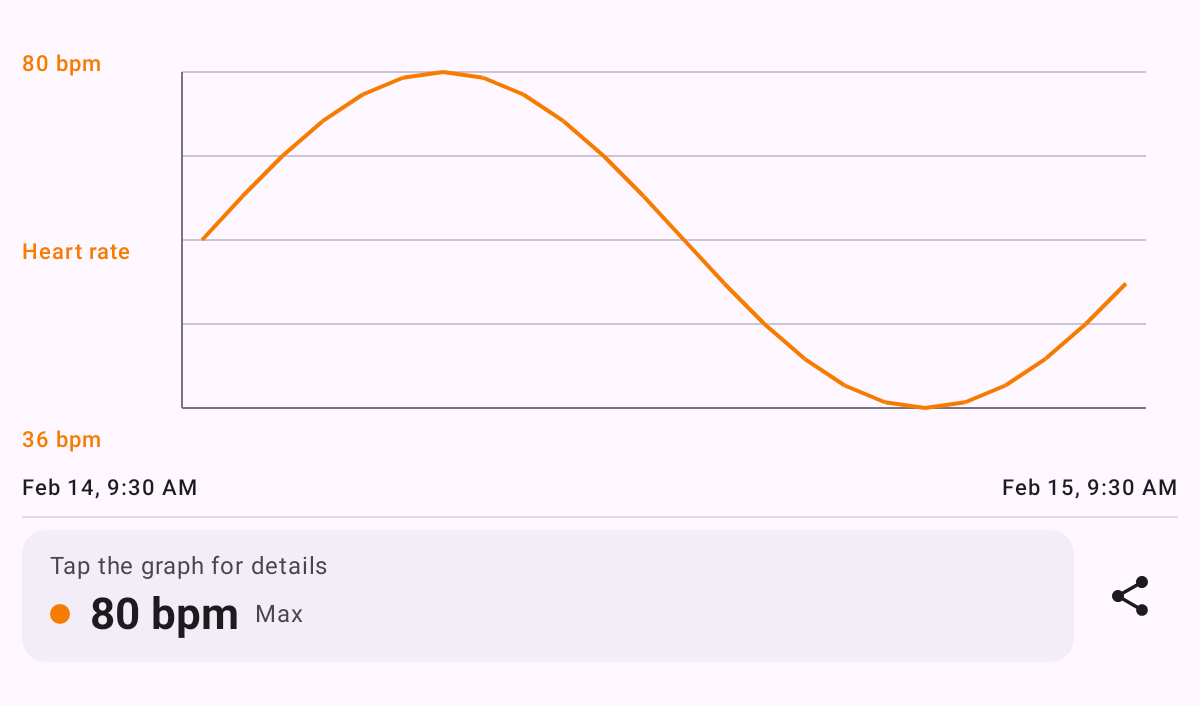 80 bpm
Heart rate
36 bpm
Feb 14, 9:30 AM
Feb 15, 9:30 AM
Tap the graph for details
80 bpm Max